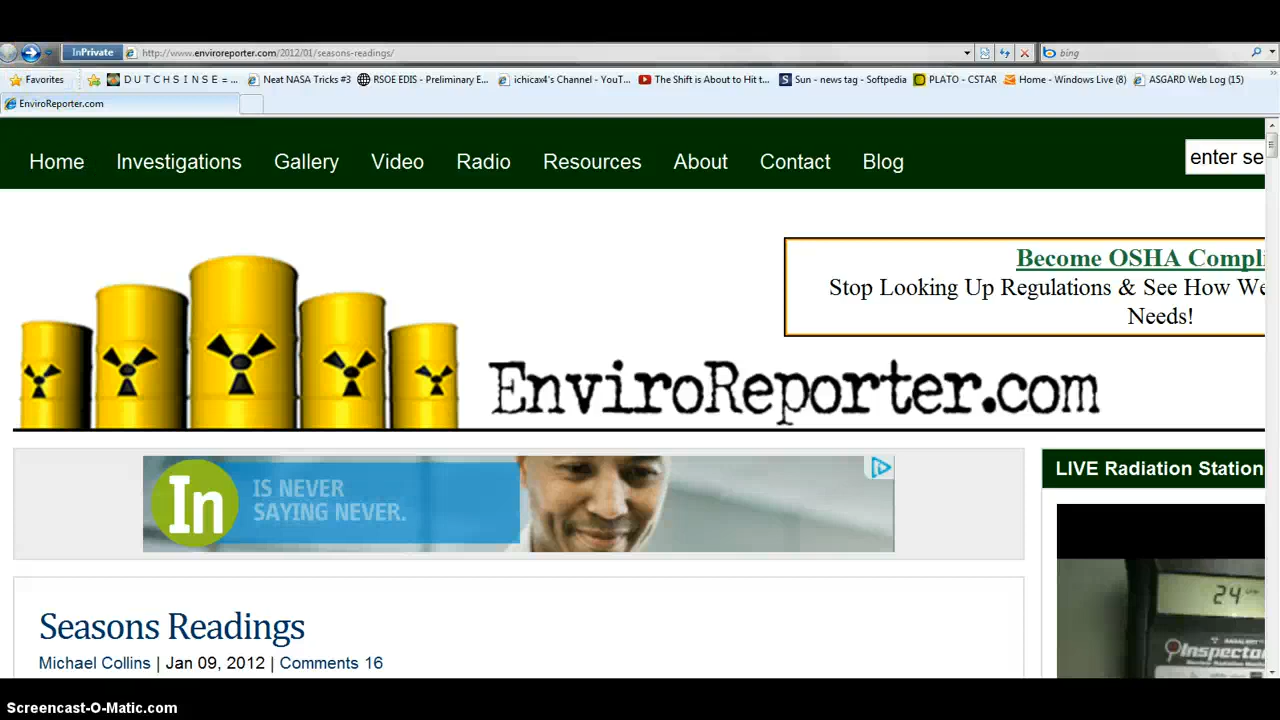 InPrivate http://www.enviroreporter.com/2012/01/seasons-readings/ bing
Favorites D U T C H S I N S E = ... Neat NASA Tricks #3 RSOE EDIS - Preliminary E... ichicax4's Channel - YouT... The Shift is About to Hit t... Sun - news tag - Softpedia PLATO - CSTAR Home - Windows Live (8) ASGARD Web Log (15)
EnviroReporter.com
Home Investigations Gallery Video Radio Resources About Contact Blog enter se
Become OSHA Compli
Stop Looking Up Regulations & See How We
Needs!
EnviroReporter.com
In IS NEVER
SAYING NEVER.
LIVE Radiation Station
24
Inspecto
Seasons Readings
Michael Collins | Jan 09, 2012 | Comments 16
Screencast-O-Matic.com